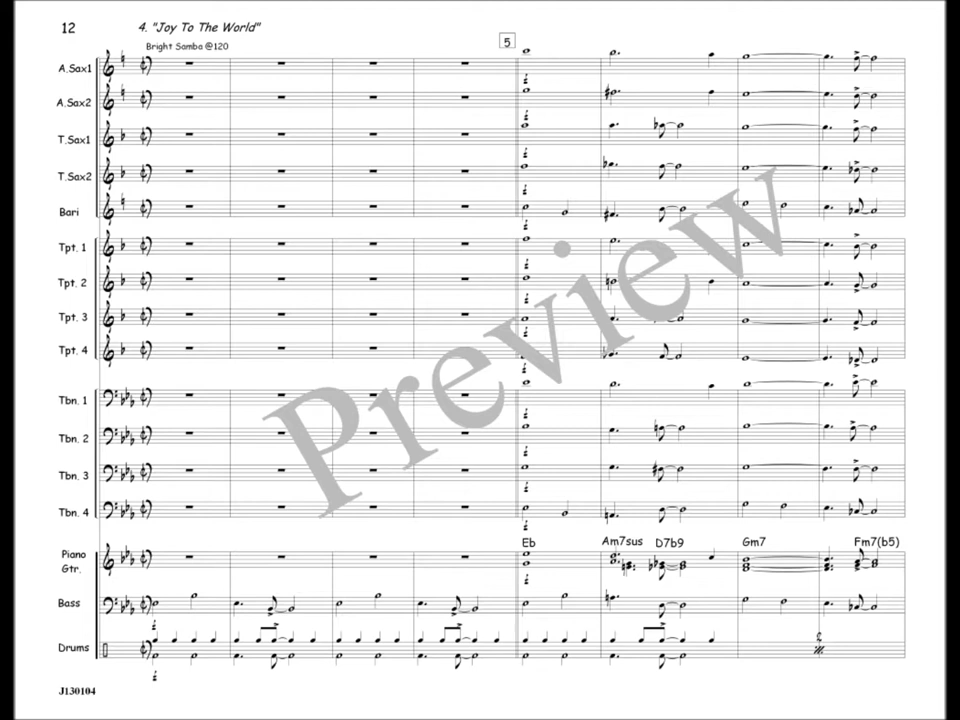 12
4. "Joy To The World"
Bright Samba @120
5
A.Sax1
A.Sax2
T.Sax1
T.Sax2
Bari
Tpt. 1
Tpt. 2
Tpt. 3
Tpt. 4
Tbn. 1
Tbn. 2
Tbn. 3
Tbn. 4
Eb Am7sus D7b9 Gm7 Fm7(b5)
Piano
Gtr.
Bass
Drums
2
J130104
Preview